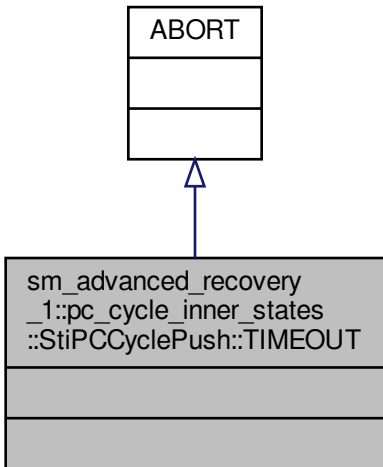 ABORT
sm_advanced_recovery
_1::pc_cycle_inner_states
::StiPCCyclePush::TIMEOUT